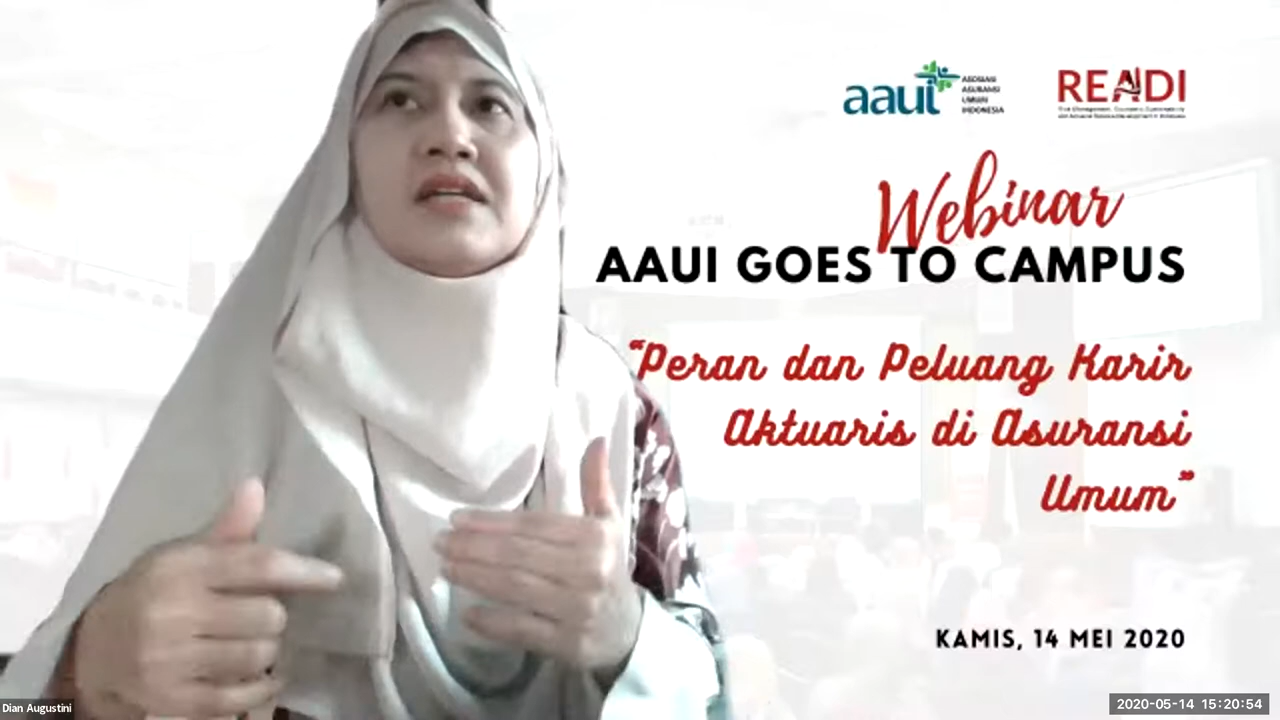 aaui
ASOSIASI
ASURANSI
UMUM
INDONESIA
READI
Webinar
AAUI GOES TO CAMPUS
“Peran dan Peluang Karir
Aktuaris di Asuransi
Umum”
KAMIS, 14 MEI 2020
Dian Augustini
2020-05-14 15:20:54